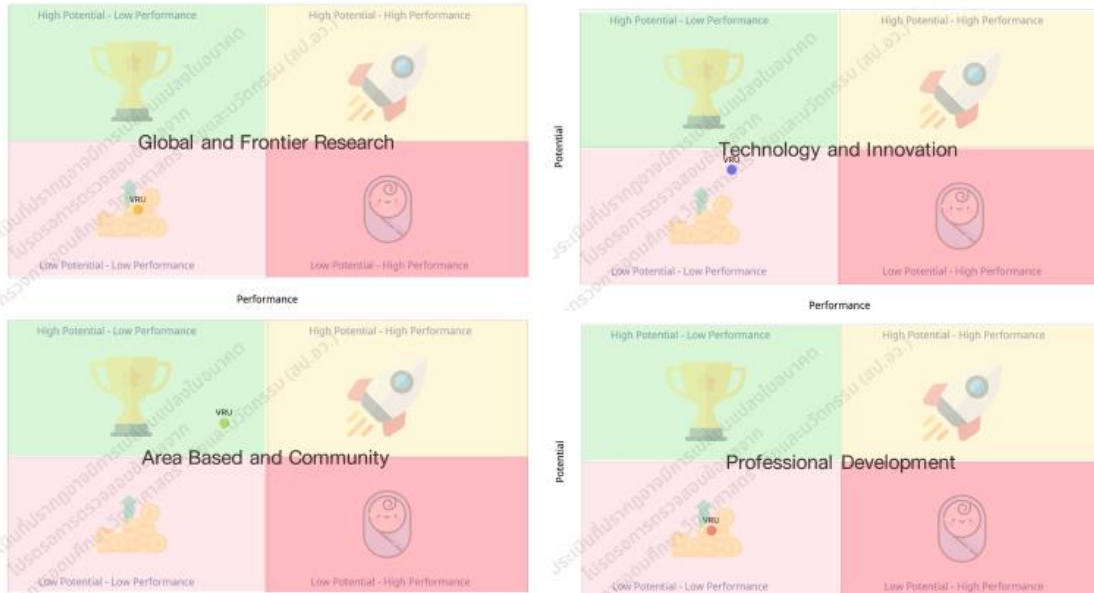 High Potential - Low Performance
High Potential - High Performance
Global and Frontier Research
VRU
Low Potential - Low Performance
Low Potential - High Performance
Performance
High Potential - Low Performance
High Potential - High Performance
Potential
Technology and Innovation
VRU
Low Potential - Low Performance
Low Potential - High Performance
Performance
High Potential - Low Performance
High Potential - High Performance
VRU
Area Based and Community
Low Potential - Low Performance
Low Potential - High Performance
High Potential - Low Performance
High Potential - High Performance
Potential
Professional Development
VRU
Low Potential - Low Performance
Low Potential - High Performance